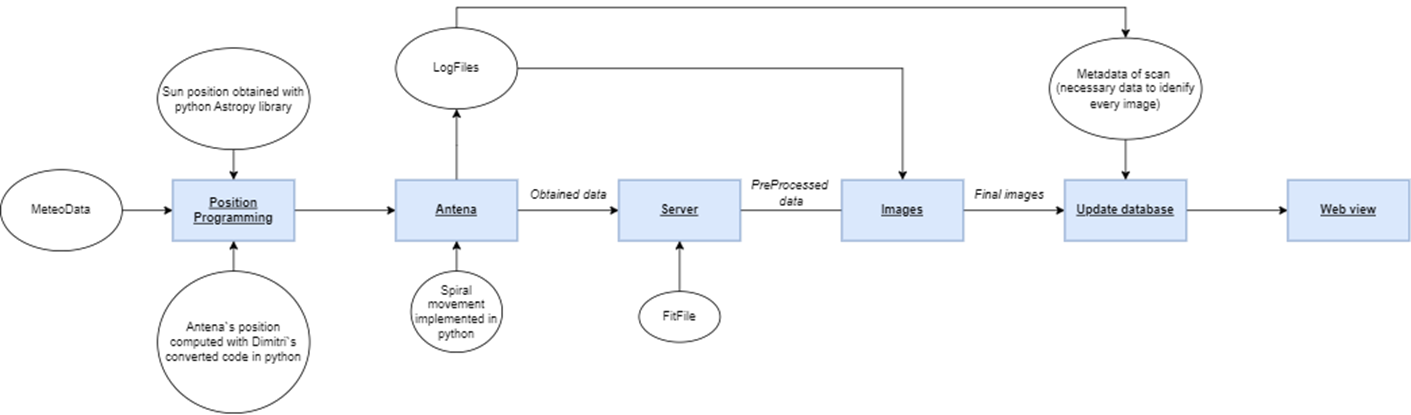 LogFiles
Metadada of scan
(necessary data to idenify
every image)
Sun position obtained with
python Astropy library
MeteoData
Position
Programming
Antena
Obtained data
Server
PreProcessed
data
Images
Final images
Update database
Web view
Antena`s position
computed with Dimitri`s
converted code in python
Spiral
movement
implemented in
python
FitFile